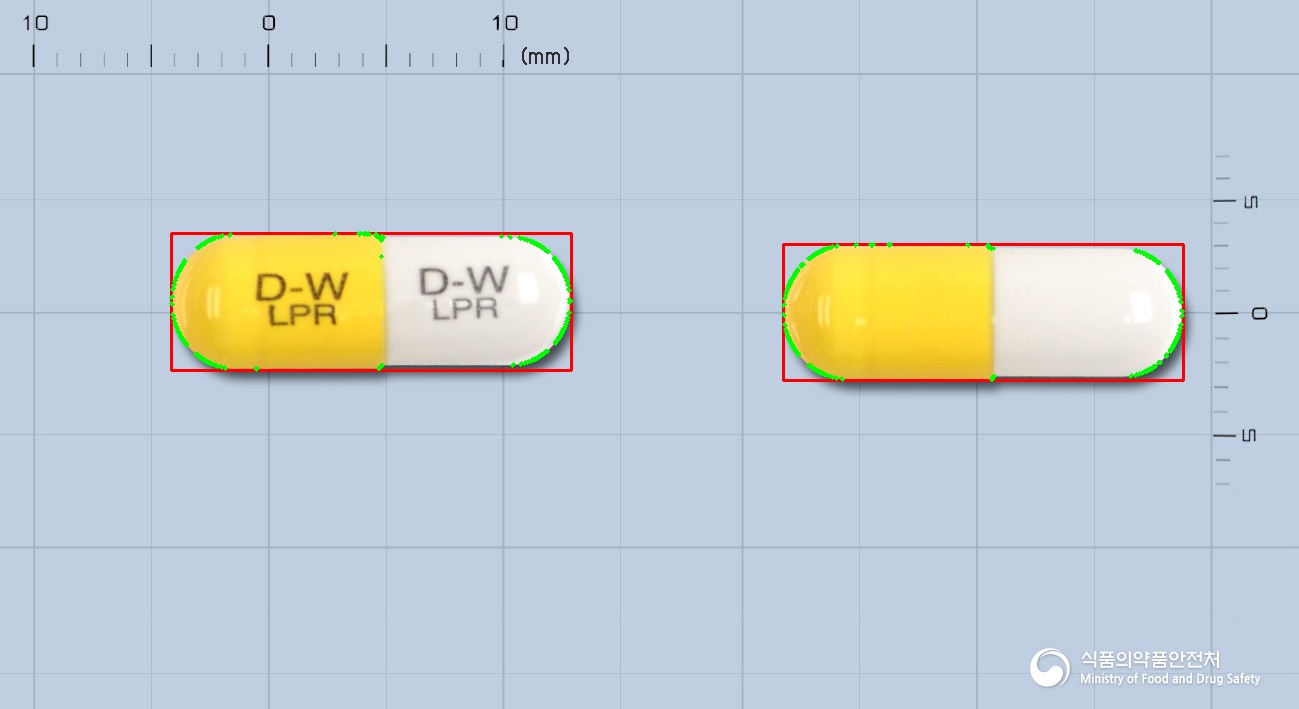 10 0 10
(mm)
D-W
LPR
D-W
LPR
5
0
5
식품의약품안전처
Ministry of Food and Drug Safety